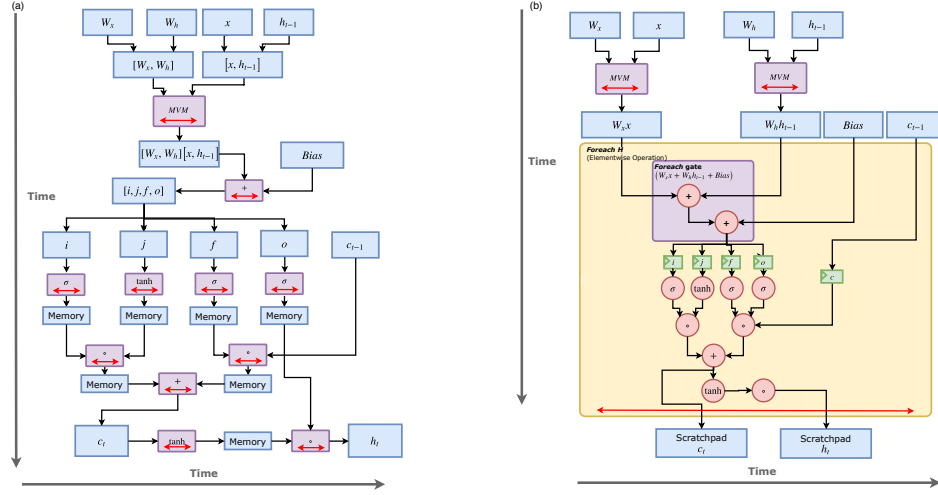 (a)
W_x
W_h
x
h_{t−1}
[W_x, W_h]
[x, h_{t−1}]
MVM
[W_x, W_h][x, h_{t−1}]
Bias
+
[i, j, f, o]
Time
i
j
f
o
c_{t−1}
σ
tanh
σ
σ
Memory
Memory
Memory
Memory
∘
∘
Memory
+
Memory
c_t
tanh
Memory
∘
h_t
Time
(b)
W_x
x
W_h
h_{t−1}
MVM
MVM
W_x x
W_h h_{t−1}
Bias
c_{t−1}
Foreach H
(Elementwise Operation)
Foreach gate
(W_x x + W_h h_{t−1} + Bias)
Time
+
+
i
j
f
o
c
σ
tanh
σ
σ
∘
∘
+
tanh
∘
Scratchpad
c_t
Scratchpad
h_t
Time